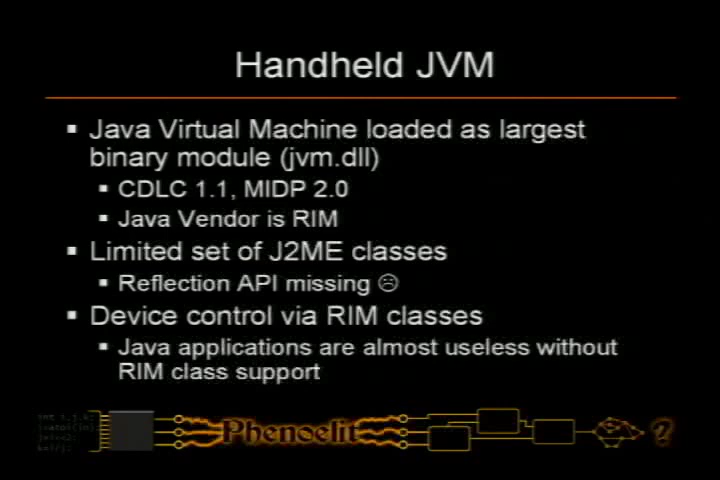 Handheld JVM
▪ Java Virtual Machine loaded as largest
binary module (jvm.dll)
▪ CDLC 1.1, MIDP 2.0
▪ Java Vendor is RIM
▪ Limited set of J2ME classes
▪ Reflection API missing ☹
▪ Device control via RIM classes
▪ Java applications are almost useless without
RIM class support
Phenoelit
?